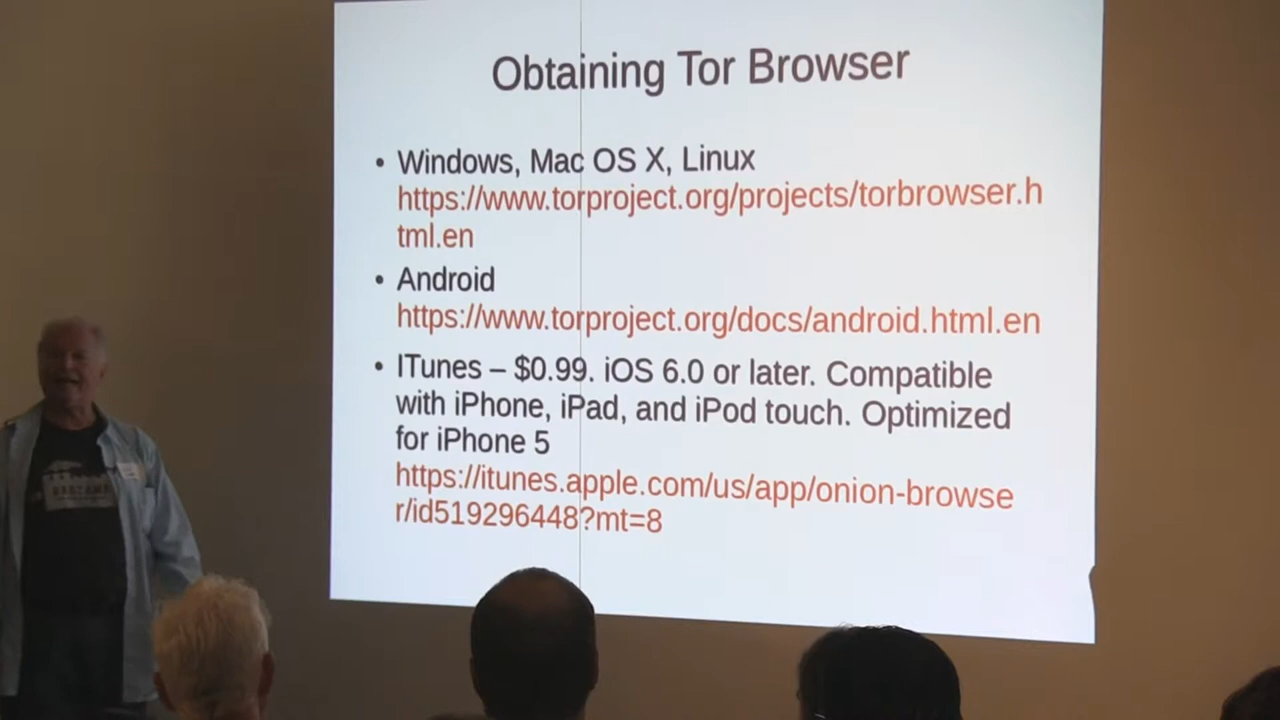 Obtaining Tor Browser
• Windows, Mac OS X, Linux
https://www.torproject.org/projects/torbrowser.h
tml.en
• Android
https://www.torproject.org/docs/android.html.en
• ITunes – $0.99. iOS 6.0 or later. Compatible
with iPhone, iPad, and iPod touch. Optimized
for iPhone 5
https://itunes.apple.com/us/app/onion-browse
r/id519296448?mt=8